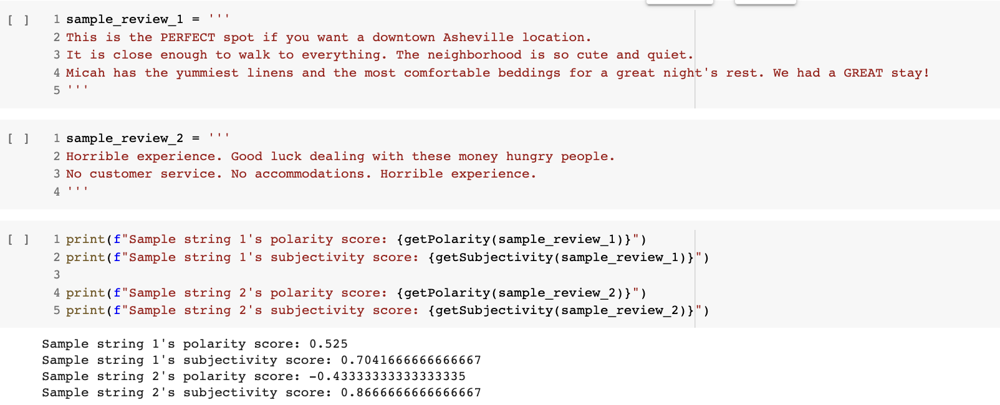 [ ] 1 sample_review_1 = '''
2 This is the PERFECT spot if you want a downtown Asheville location.
3 It is close enough to walk to everything. The neighborhood is so cute and quiet.
4 Micah has the yummiest linens and the most comfortable beddings for a great night's rest. We had a GREAT stay!
5 '''
[ ] 1 sample_review_2 = '''
2 Horrible experience. Good luck dealing with these money hungry people.
3 No customer service. No accommodations. Horrible experience.
4 '''
[ ] 1 print(f"Sample string 1's polarity score: {getPolarity(sample_review_1)}")
2 print(f"Sample string 1's subjectivity score: {getSubjectivity(sample_review_1)}")
3
4 print(f"Sample string 2's polarity score: {getPolarity(sample_review_2)}")
5 print(f"Sample string 2's subjectivity score: {getSubjectivity(sample_review_2)}")
Sample string 1's polarity score: 0.525
Sample string 1's subjectivity score: 0.7041666666666667
Sample string 2's polarity score: -0.43333333333333335
Sample string 2's subjectivity score: 0.8666666666666667